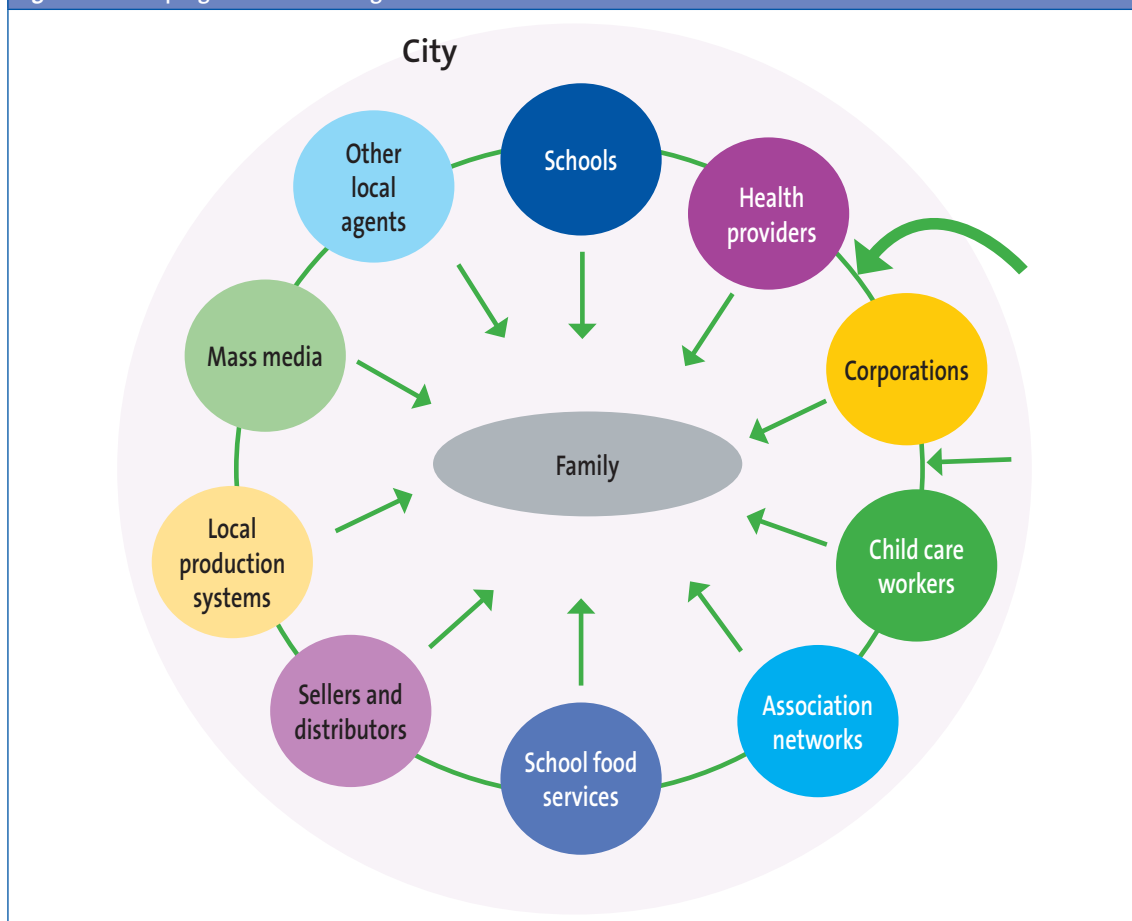 City
Other
local
agents
Schools
Health
providers
Mass media
Corporations
Family
Local
production
systems
Child care
workers
Sellers and
distributors
School food
services
Association
networks